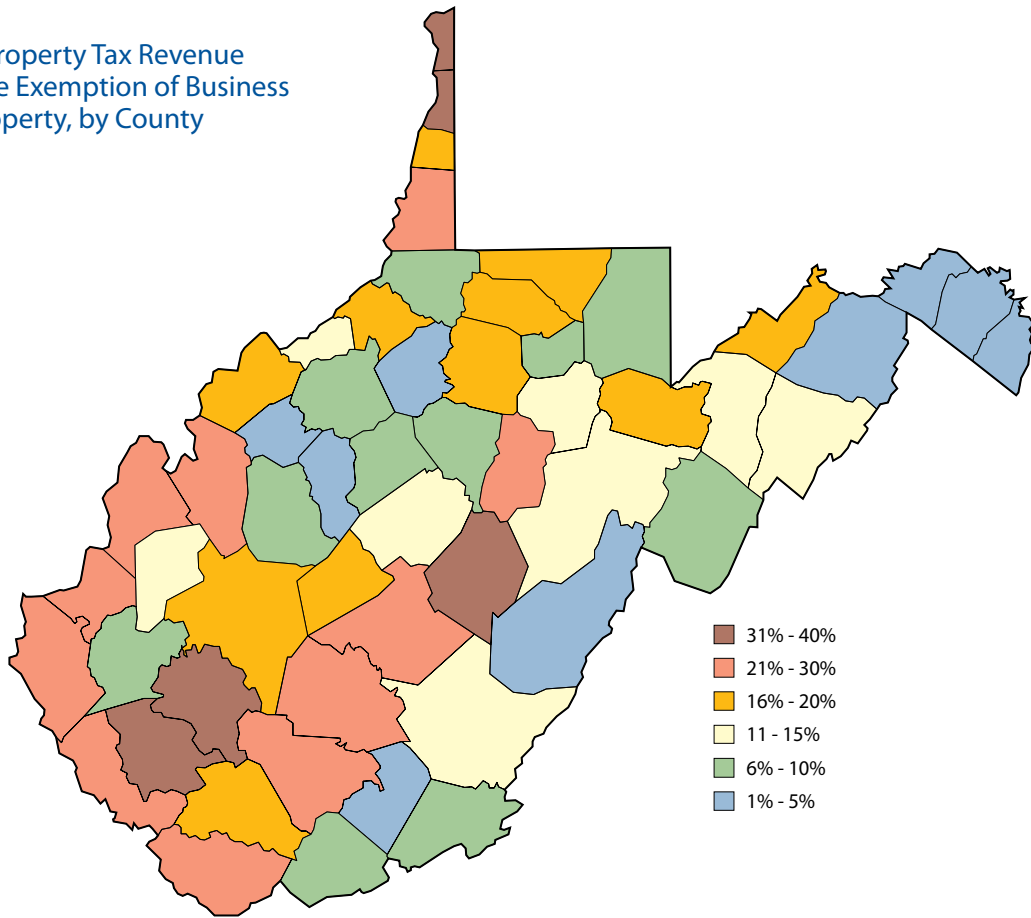 roperty Tax Revenue
e Exemption of Business
perty, by County
31% - 40%
21% - 30%
16% - 20%
11 - 15%
6% - 10%
1% - 5%